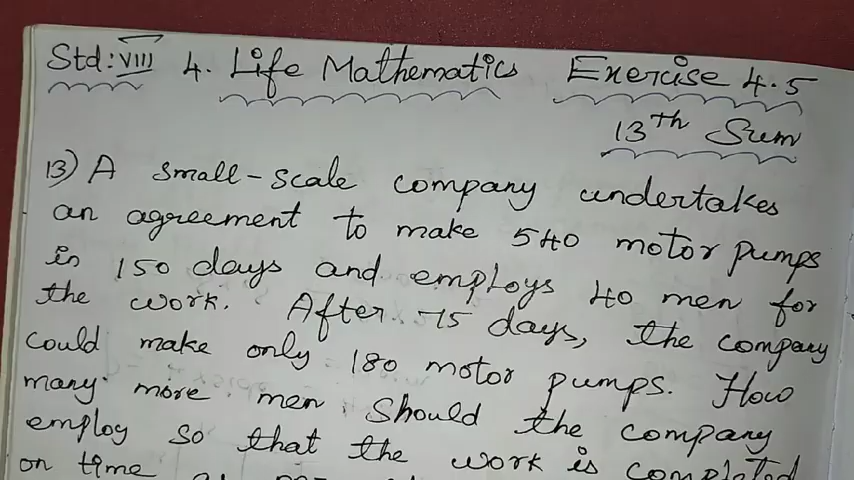 Std: VIII 4. Life Mathematics Exercise 4.5
13th Sum
13) A small-scale company undertakes
an agreement to make 540 motor pumps
in 150 days and employs 40 men for
the work. After 75 days, the company
could make only 180 motor pumps. How
many more men should the company
employ so that the work is completed
on time